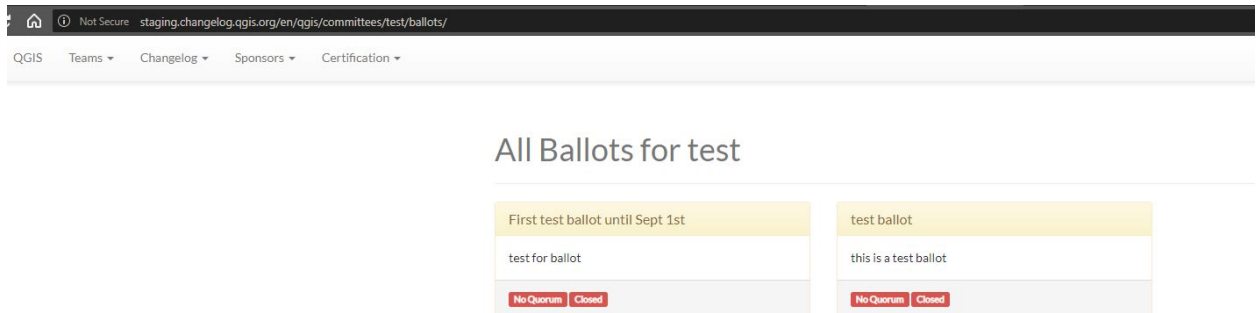 Not Secure staging.changelog.qgis.org/en/qgis/committees/test/ballots/
QGIS Teams Changelog Sponsors Certification
All Ballots for test
First test ballot until Sept 1st
test for ballot
No Quorum Closed
test ballot
this is a test ballot
No Quorum Closed